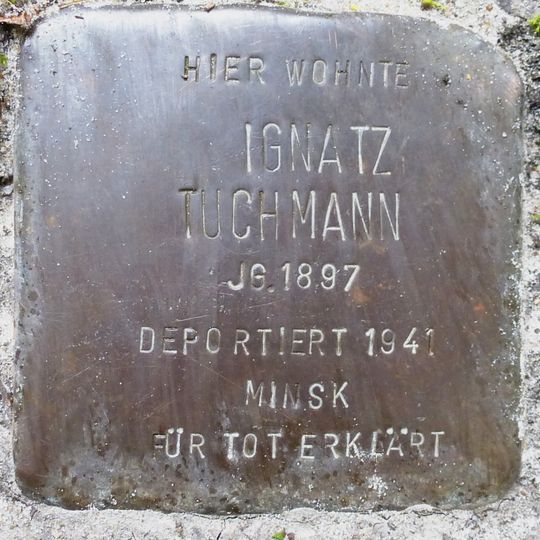 HIER WOHNTE
IGNATZ
TUCHMANN
JG. 1897
DEPORTIERT 1941
MINSK
FÜR TOT ERKLÄRT